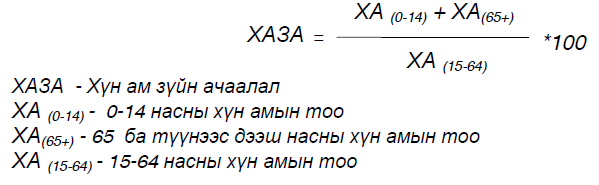 ХАЗА = ХА (0-14) + ХА(65+) / ХА (15-64) *100
ХАЗА - Хүн ам зүйн ачаалал
ХА (0-14) - 0-14 насны хүн амын тоо
ХА(65+) - 65 ба түүнээс дээш насны хүн амын тоо
ХА (15-64) - 15-64 насны хүн амын тоо